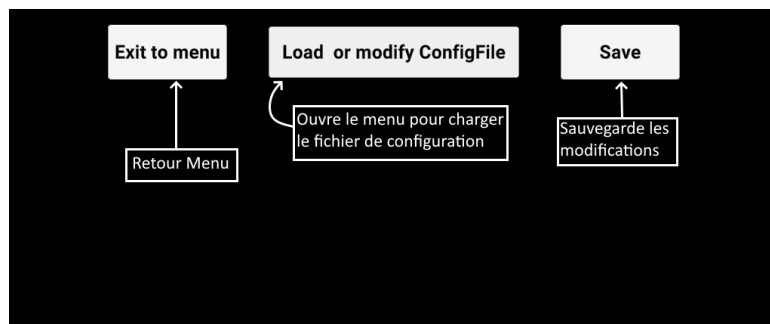 Exit to menu
Load or modify ConfigFile
Save
Ouvre le menu pour charger
le fichier de configuration
Sauvegarde les
modifications
Retour Menu